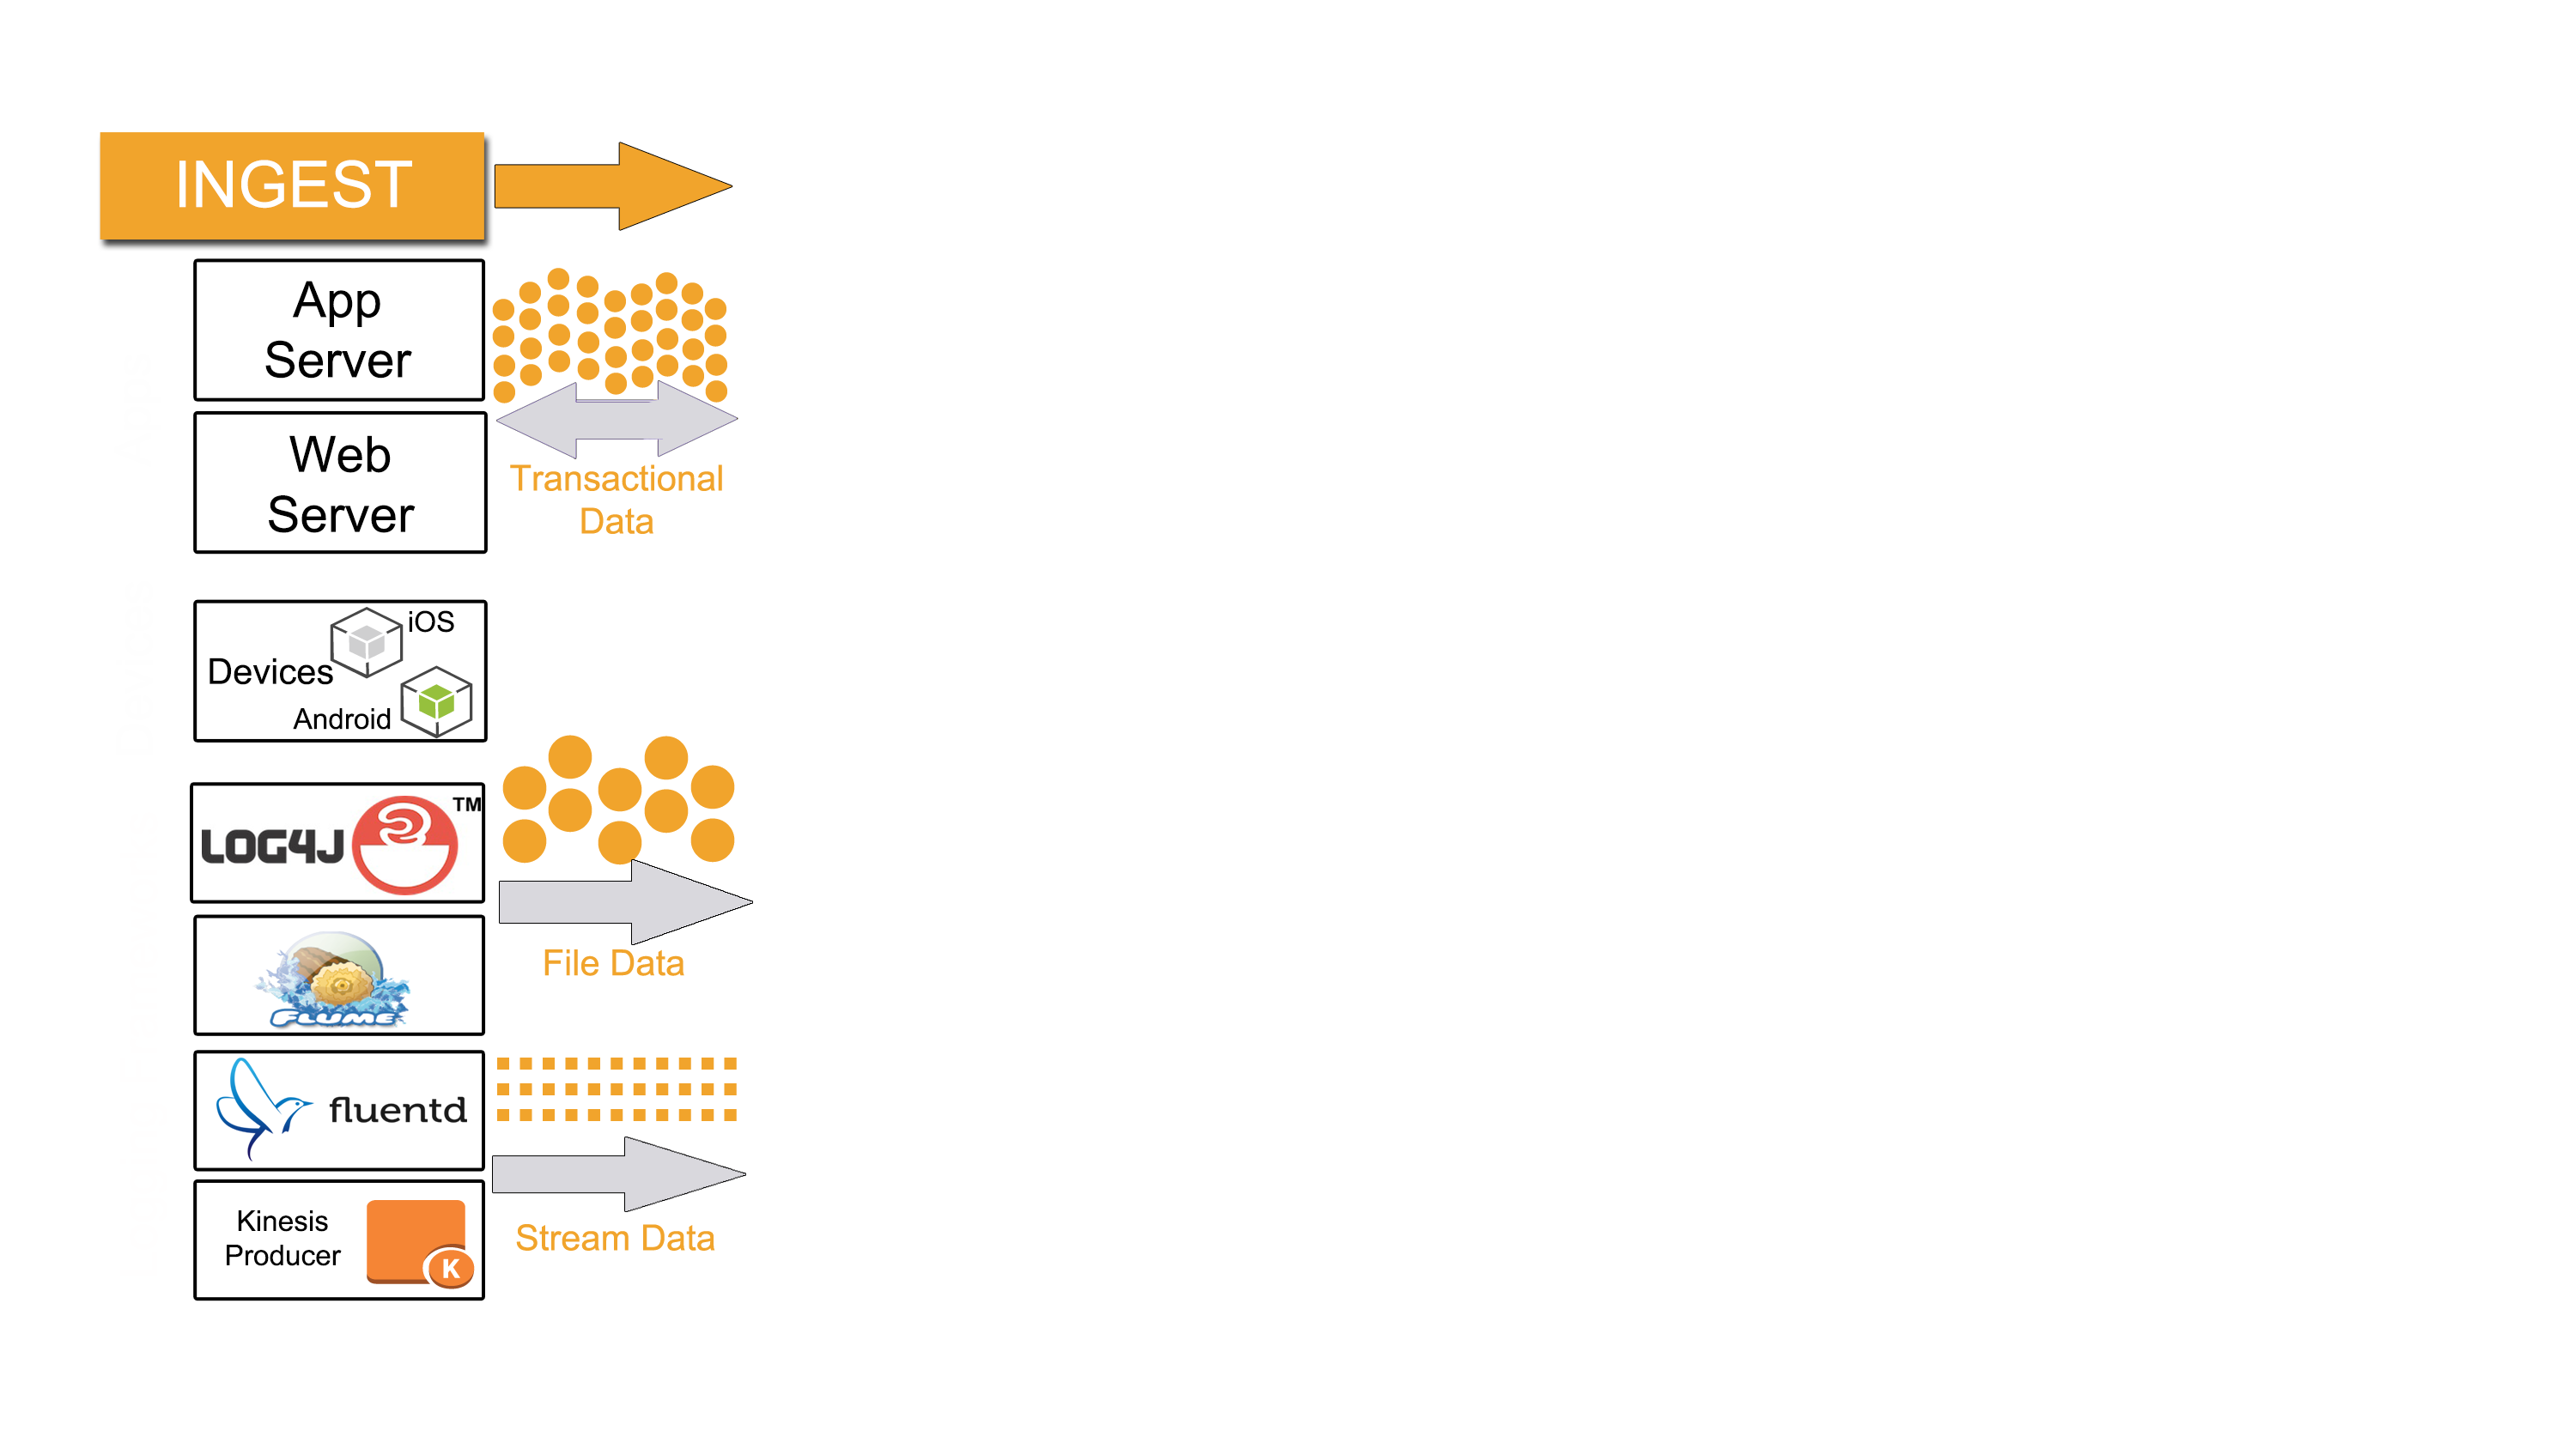 INGEST
App
Server
Web
Server
Transactional
Data
iOS
Devices
Android
LOG4J TM
File Data
FLUME
fluentd
Kinesis
Producer
K
Stream Data